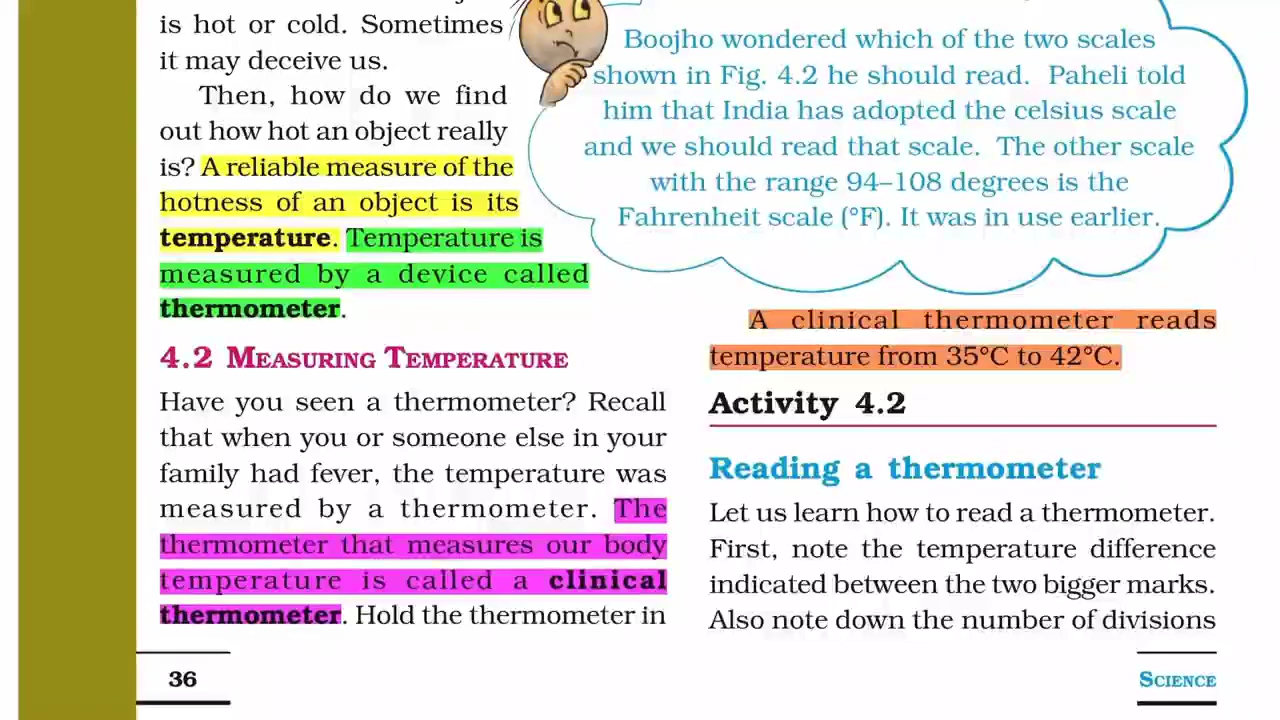 is hot or cold. Sometimes
it may deceive us.
Then, how do we find
out how hot an object really
is? A reliable measure of the
hotness of an object is its
temperature. Temperature is
measured by a device called
thermometer.
4.2 MEASURING TEMPERATURE
Have you seen a thermometer? Recall
that when you or someone else in your
family had fever, the temperature was
measured by a thermometer. The
thermometer that measures our body
temperature is called a clinical
thermometer. Hold the thermometer in
Boojho wondered which of the two scales
shown in Fig. 4.2 he should read. Paheli told
him that India has adopted the celsius scale
and we should read that scale. The other scale
with the range 94–108 degrees is the
Fahrenheit scale (°F). It was in use earlier.
A clinical thermometer reads
temperature from 35°C to 42°C.
Activity 4.2
Reading a thermometer
Let us learn how to read a thermometer.
First, note the temperature difference
indicated between the two bigger marks.
Also note down the number of divisions
36
SCIENCE